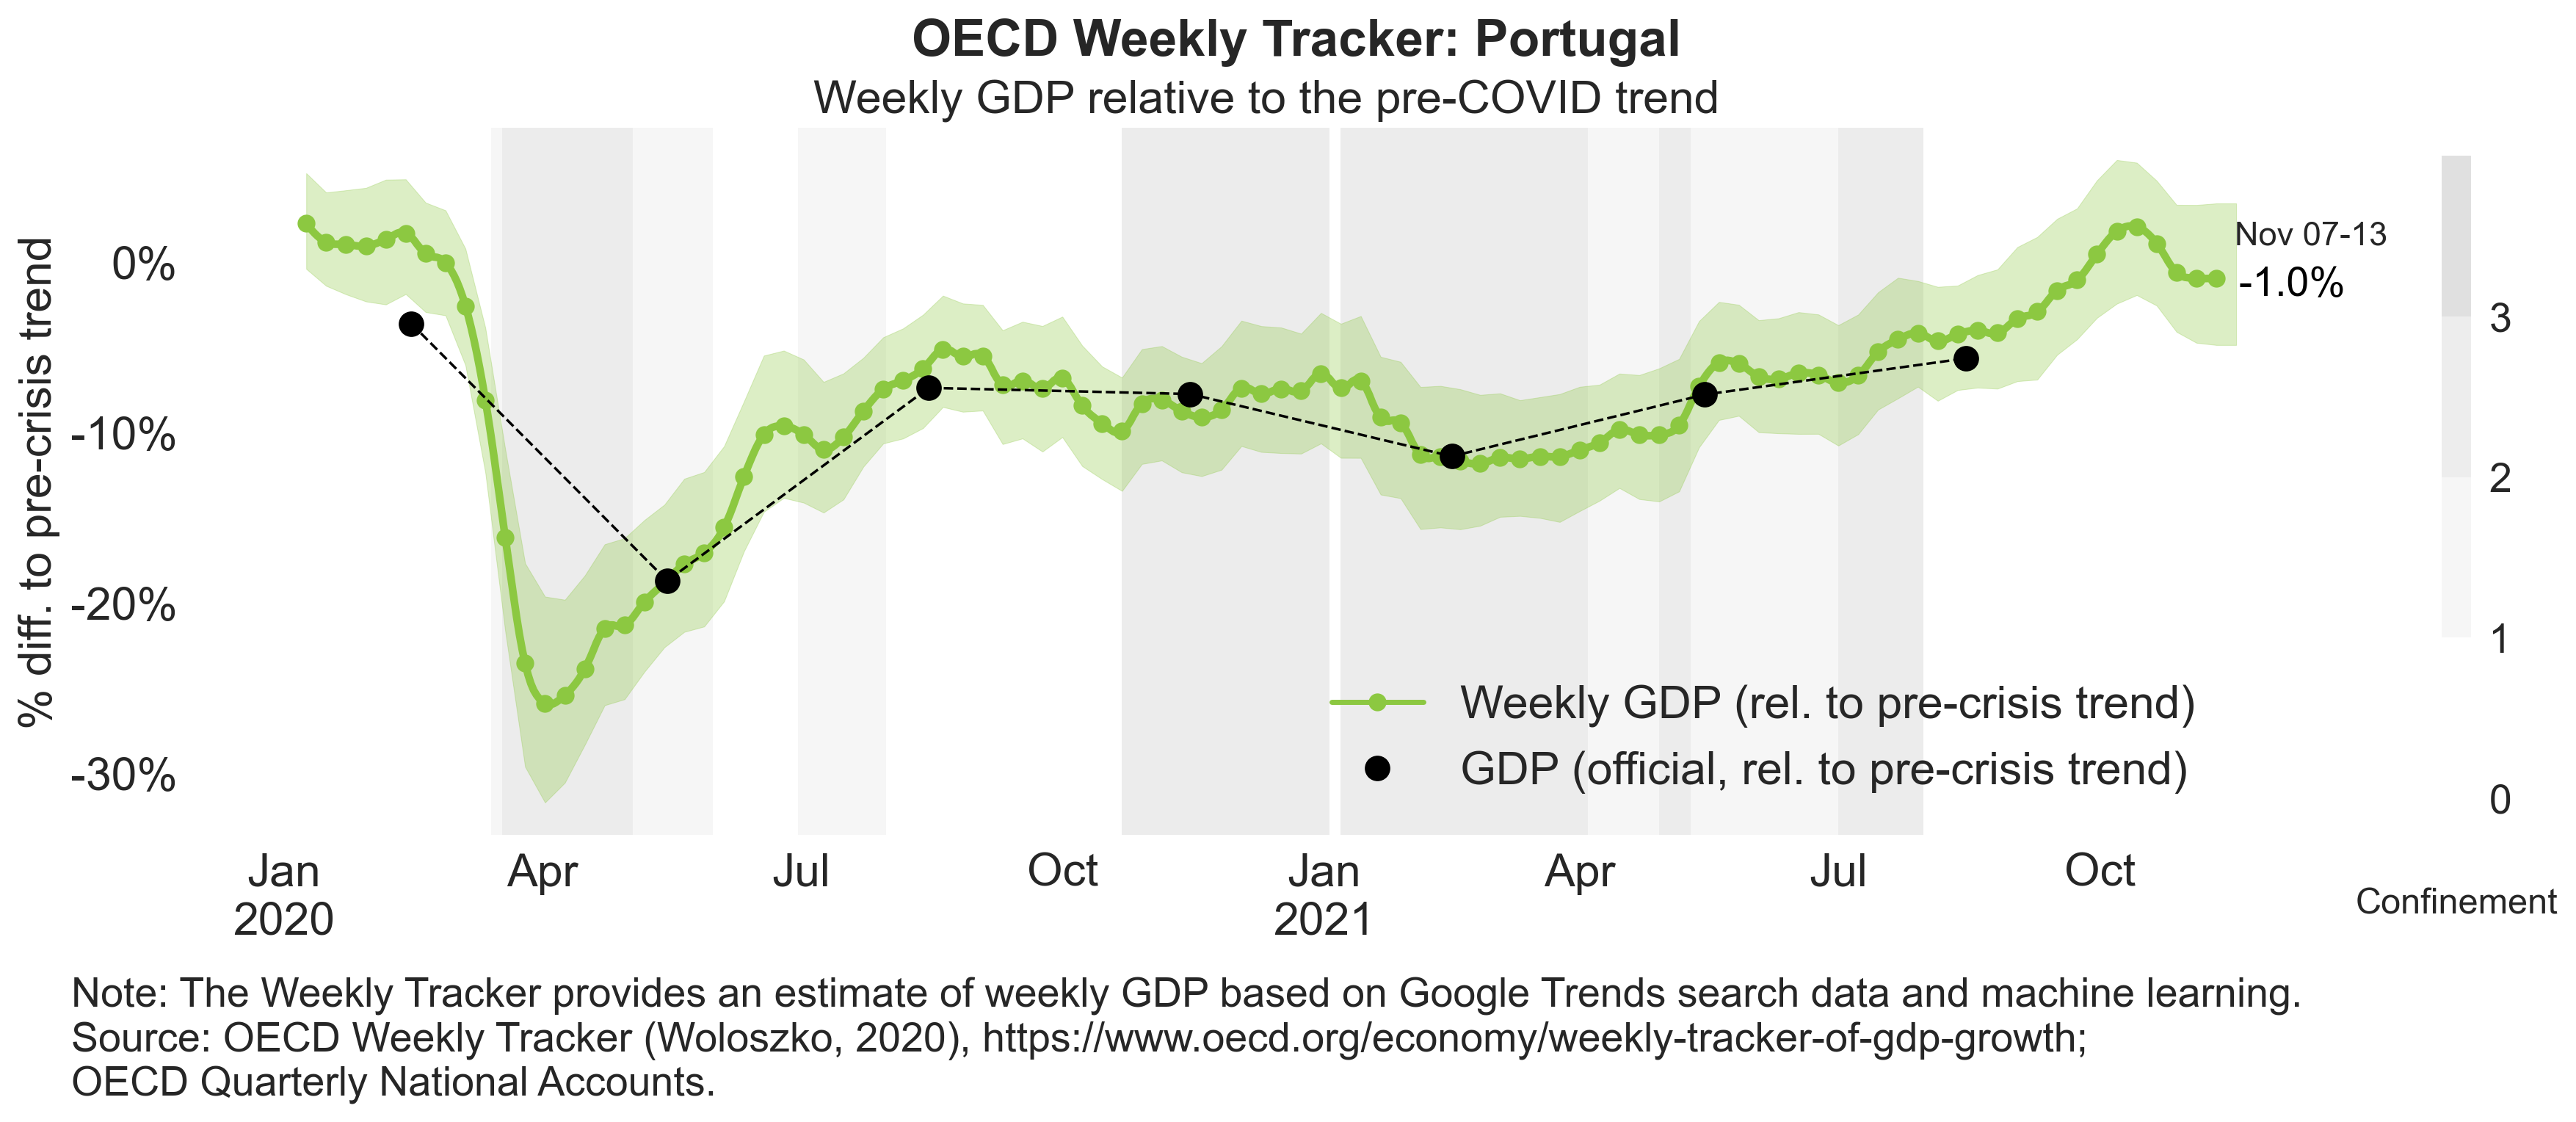 OECD Weekly Tracker: Portugal
Weekly GDP relative to the pre-COVID trend
% diff. to pre-crisis trend
0%
-10%
-20%
-30%
Nov 07-13
-1.0%
3
2
1
0
Confinement
Weekly GDP (rel. to pre-crisis trend)
GDP (official, rel. to pre-crisis trend)
Jan Apr Jul Oct Jan Apr Jul Oct
2020 2021
Note: The Weekly Tracker provides an estimate of weekly GDP based on Google Trends search data and machine learning.
Source: OECD Weekly Tracker (Woloszko, 2020), https://www.oecd.org/economy/weekly-tracker-of-gdp-growth;
OECD Quarterly National Accounts.